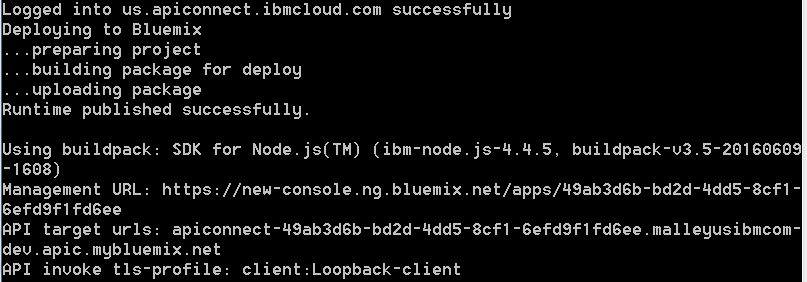 Logged into us.apiconnect.ibmcloud.com successfully
Deploying to Bluemix
...preparing project
...building package for deploy
...uploading package
Runtime published successfully.
Using buildpack: SDK for Node.js(TM) (ibm-node.js-4.4.5, buildpack-v3.5-20160609
-1608)
Management URL: https://new-console.ng.bluemix.net/apps/49ab3d6b-bd2d-4dd5-8cf1-
6efd9f1fd6ee
API target urls: apiconnect-49ab3d6b-bd2d-4dd5-8cf1-6efd9f1fd6ee.malleyusibmcom-
dev.apic.mybluemix.net
API invoke tls-profile: client:Loopback-client